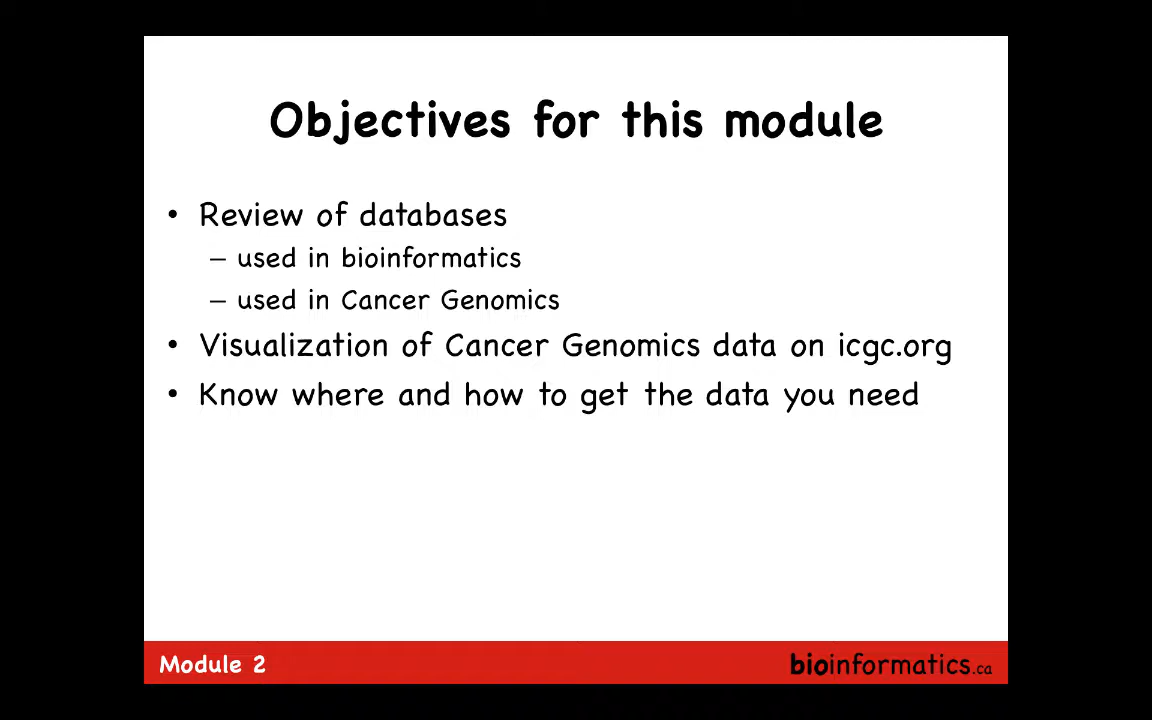 Objectives for this module
• Review of databases
– used in bioinformatics
– used in Cancer Genomics
• Visualization of Cancer Genomics data on icgc.org
• Know where and how to get the data you need
Module 2
bioinformatics.ca